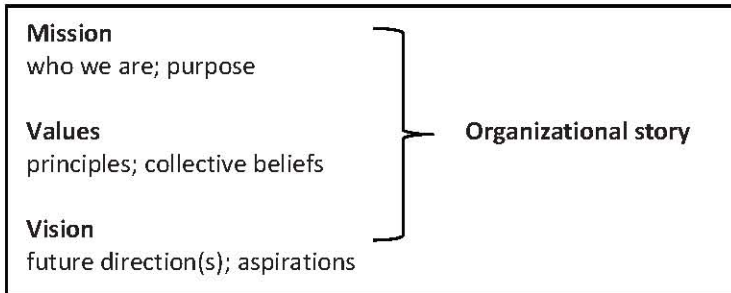 Mission
who we are; purpose
Values
Organizational story
principles; collective beliefs
Vision
future direction(s); aspirations